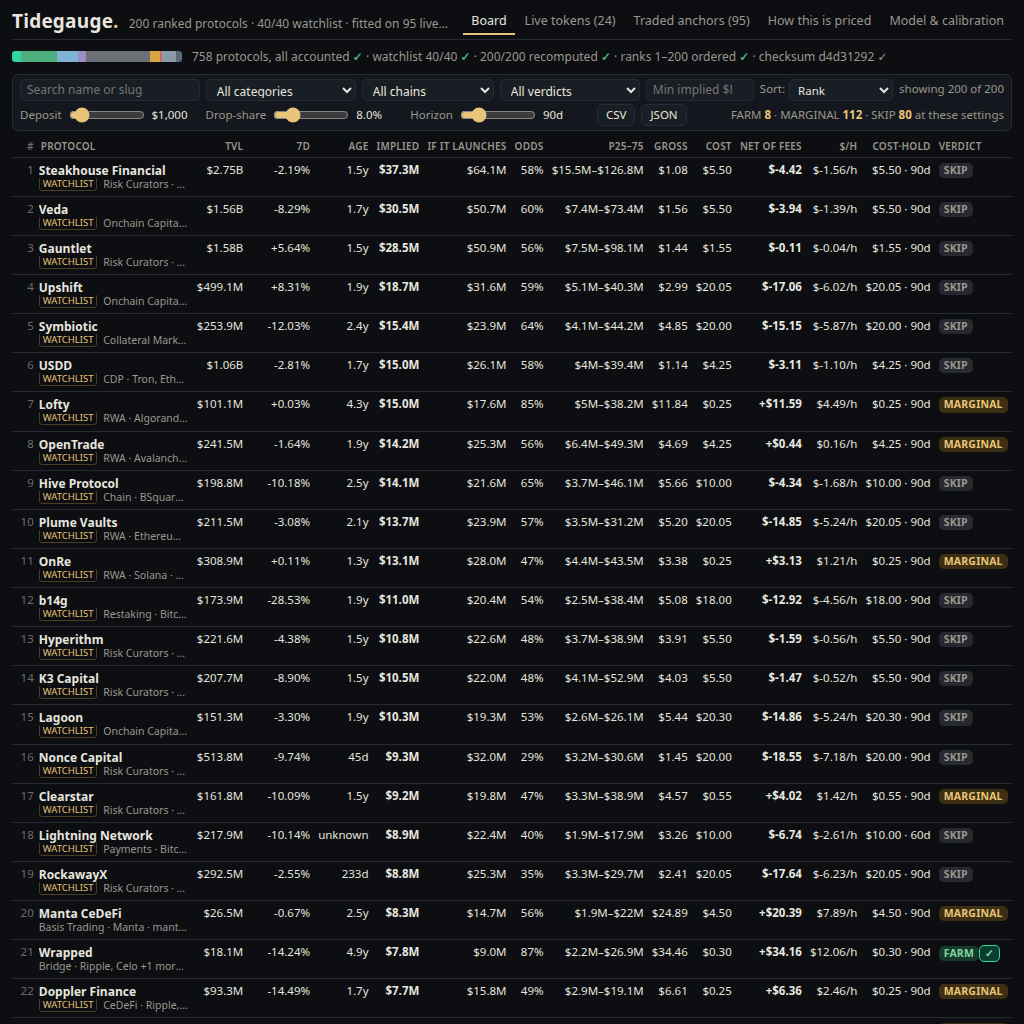 Tidegauge. 200 ranked protocols · 40/40 watchlist · fitted on 95 live... Board Live tokens (24) Traded anchors (95) How this is priced Model & calibration
758 protocols, all accounted ✓ · watchlist 40/40 ✓ · 200/200 recomputed ✓ · ranks 1–200 ordered ✓ · checksum d4d31292 ✓
Search name or slug All categories All chains All verdicts Min implied $ Sort: Rank showing 200 of 200
Deposit $1,000 Drop-share 8.0% Horizon 90d CSV JSON FARM 8 · MARGINAL 112 · SKIP 80 at these settings
# PROTOCOL TVL 7D AGE IMPLIED IF IT LAUNCHES ODDS P25–75 GROSS COST NET OF FEES $/H COST·HOLD VERDICT
1 Steakhouse Financial $2.75B -2.19% 1.5y $37.3M $64.1M 58% $15.5M–$126.8M $1.08 $5.50 $-4.42 $-1.56/h $5.50 · 90d SKIP
WATCHLIST Risk Curators · ...
2 Veda $1.56B -8.29% 1.7y $30.5M $50.7M 60% $7.4M–$73.4M $1.56 $5.50 $-3.94 $-1.39/h $5.50 · 90d SKIP
WATCHLIST Onchain Capita...
3 Gauntlet $1.58B +5.64% 1.5y $28.5M $50.9M 56% $7.5M–$98.1M $1.44 $1.55 $-0.11 $-0.04/h $1.55 · 90d SKIP
WATCHLIST Risk Curators · ...
4 Upshift $499.1M +8.31% 1.9y $18.7M $31.6M 59% $5.1M–$40.3M $2.99 $20.05 $-17.06 $-6.02/h $20.05 · 90d SKIP
WATCHLIST Onchain Capita...
5 Symbiotic $253.9M -12.03% 2.4y $15.4M $23.9M 64% $4.1M–$44.2M $4.85 $20.00 $-15.15 $-5.87/h $20.00 · 90d SKIP
WATCHLIST Collateral Mark...
6 USDD $1.06B -2.81% 1.7y $15.0M $26.1M 58% $4M–$39.4M $1.14 $4.25 $-3.11 $-1.10/h $4.25 · 90d SKIP
WATCHLIST CDP · Tron, Eth...
7 Lofty $101.1M +0.03% 4.3y $15.0M $17.6M 85% $5M–$38.2M $11.84 $0.25 +$11.59 $4.49/h $0.25 · 90d MARGINAL
WATCHLIST RWA · Algorand...
8 OpenTrade $241.5M -1.64% 1.9y $14.2M $25.3M 56% $6.4M–$49.3M $4.69 $4.25 +$0.44 $0.16/h $4.25 · 90d MARGINAL
WATCHLIST RWA · Avalanch...
9 Hive Protocol $198.8M -10.18% 2.5y $14.1M $21.6M 65% $3.7M–$46.1M $5.66 $10.00 $-4.34 $-1.68/h $10.00 · 90d SKIP
WATCHLIST Chain · BSquar...
10 Plume Vaults $211.5M -3.08% 2.1y $13.7M $23.9M 57% $3.5M–$31.2M $5.20 $20.05 $-14.85 $-5.24/h $20.05 · 90d SKIP
WATCHLIST RWA · Ethereu...
11 OnRe $308.9M +0.11% 1.3y $13.1M $28.0M 47% $4.4M–$43.5M $3.38 $0.25 +$3.13 $1.21/h $0.25 · 90d MARGINAL
WATCHLIST RWA · Solana · ...
12 b14g $173.9M -28.53% 1.9y $11.0M $20.4M 54% $2.5M–$38.4M $5.08 $18.00 $-12.92 $-4.56/h $18.00 · 90d SKIP
WATCHLIST Restaking · Bitc...
13 Hyperithm $221.6M -4.38% 1.5y $10.8M $22.6M 48% $3.7M–$38.9M $3.91 $5.50 $-1.59 $-0.56/h $5.50 · 90d SKIP
WATCHLIST Risk Curators · ...
14 K3 Capital $207.7M -8.90% 1.5y $10.5M $22.0M 48% $4.1M–$52.9M $4.03 $5.50 $-1.47 $-0.52/h $5.50 · 90d SKIP
WATCHLIST Risk Curators · ...
15 Lagoon $151.3M -3.30% 1.9y $10.3M $19.3M 53% $2.6M–$26.1M $5.44 $20.30 $-14.86 $-5.24/h $20.30 · 90d SKIP
WATCHLIST Onchain Capita...
16 Nonce Capital $513.8M -9.74% 45d $9.3M $32.0M 29% $3.2M–$30.6M $1.45 $20.00 $-18.55 $-7.18/h $20.00 · 90d SKIP
WATCHLIST Risk Curators · ...
17 Clearstar $161.8M -10.09% 1.5y $9.2M $19.8M 47% $3.3M–$38.9M $4.57 $0.55 +$4.02 $1.42/h $0.55 · 90d MARGINAL
WATCHLIST Risk Curators · ...
18 Lightning Network $217.9M -10.14% unknown $8.9M $22.4M 40% $1.9M–$17.9M $3.26 $10.00 $-6.74 $-2.61/h $10.00 · 60d SKIP
WATCHLIST Payments · Bitc...
19 RockawayX $292.5M -2.55% 233d $8.8M $25.3M 35% $3.3M–$29.7M $2.41 $20.05 $-17.64 $-6.23/h $20.05 · 90d SKIP
WATCHLIST Risk Curators · ...
20 Manta CeDeFi $26.5M -0.67% 2.5y $8.3M $14.7M 56% $1.9M–$22M $24.89 $4.50 +$20.39 $7.89/h $4.50 · 90d MARGINAL
Basis Trading · Manta · mant...
21 Wrapped $18.1M -14.24% 4.9y $7.8M $9.0M 87% $2.2M–$26.9M $34.46 $0.30 +$34.16 $12.06/h $0.30 · 90d FARM ✓
Bridge · Ripple, Celo +1 mor...
22 Doppler Finance $93.3M -14.49% 1.7y $7.7M $15.8M 49% $2.9M–$19.1M $6.61 $0.25 +$6.36 $2.46/h $0.25 · 90d MARGINAL
WATCHLIST CeDeFi · Ripple,...